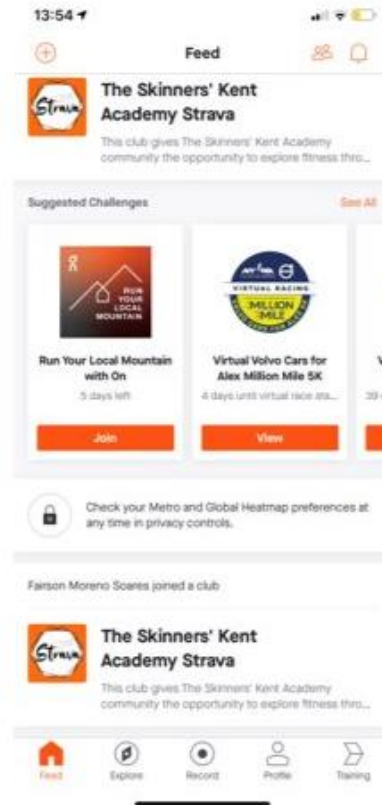 13:54
Feed
Strava
The Skinners' Kent
Academy Strava
This club gives The Skinners' Kent Academy
community the opportunity to explore fitness thro...
Suggested Challenges
See All
RUN
YOUR
LOCAL
MOUNTAIN
VIRTUAL RACING
MILLION
MILE
Run Your Local Mountain
with On
5 days left
Join
Virtual Volvo Cars for
Alex Million Mile 5K
4 days until virtual race sta...
View
Check your Metro and Global Heatmap preferences at
any time in privacy controls.
Fairson Moreno Soares joined a club
Strava
The Skinners' Kent
Academy Strava
This club gives The Skinners' Kent Academy
community the opportunity to explore fitness thro...
Feed
Explore
Record
Profile
Training